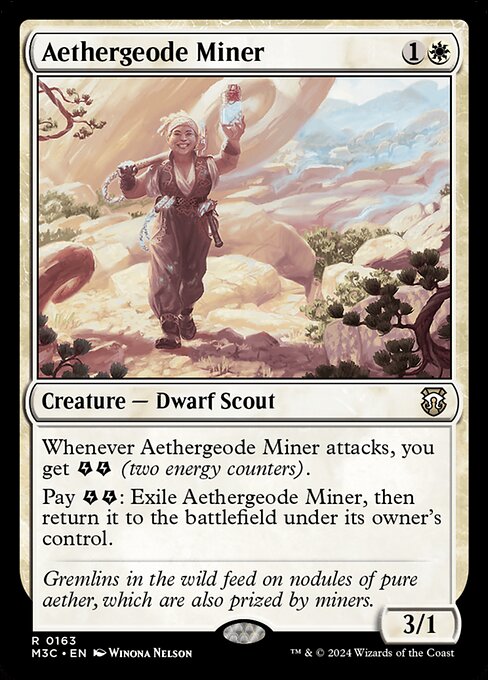 Aethergeode Miner 1
Creature — Dwarf Scout
Whenever Aethergeode Miner attacks, you
get (two energy counters).
Pay : Exile Aethergeode Miner, then
return it to the battlefield under its owner's
control.
Gremlins in the wild feed on nodules of pure
aether, which are also prized by miners.
3/1
R 0163
M3C • EN Winona Nelson
™ & © 2024 Wizards of the Coast